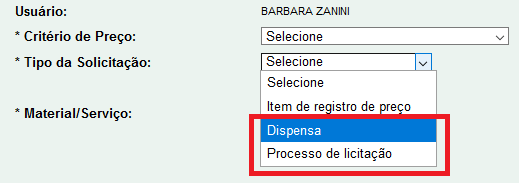 Usuário: BARBARA ZANINI
* Critério de Preço: Selecione
* Tipo da Solicitação: Selecione
Selecione
Item de registro de preço
* Material/Serviço:
Dispensa
Processo de licitação